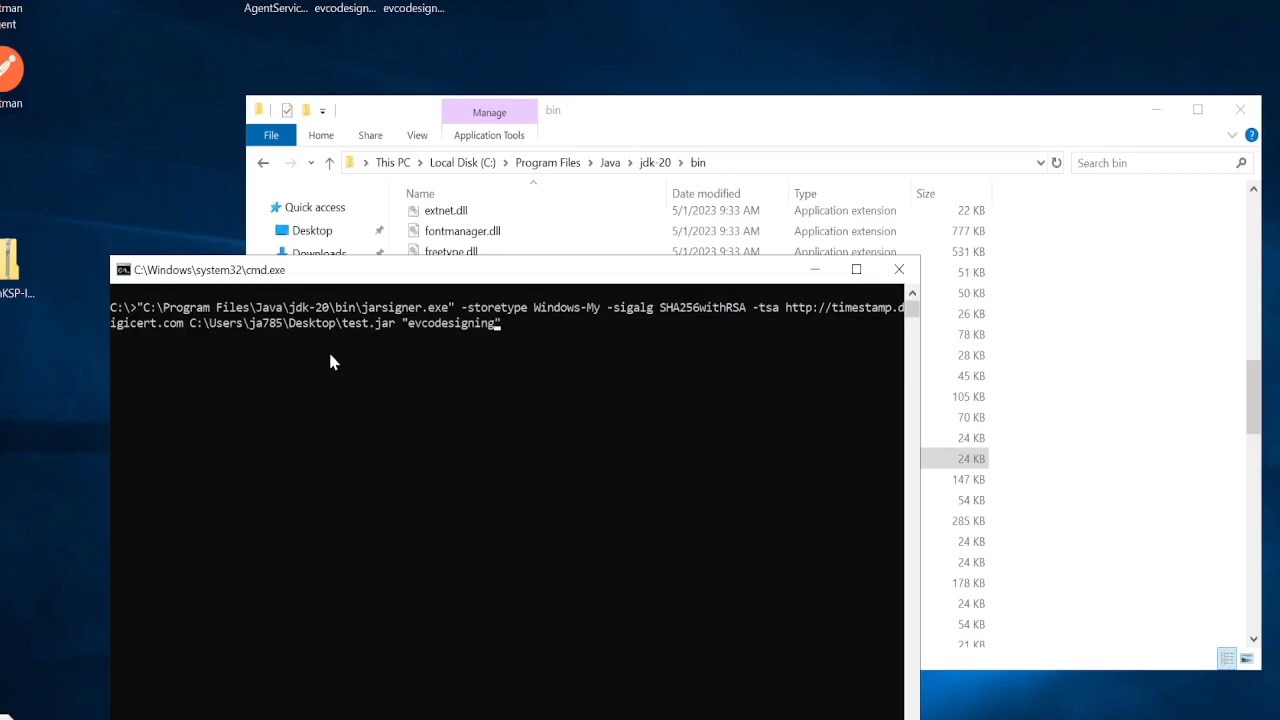 tman
gent
AgentServic... evcodesign... evcodesign...
tman
Manage
bin
File
Home
Share
View
Application Tools
This PC
Local Disk (C:)
Program Files
Java
jdk-20
bin
Search bin
Name
Date modified
Type
Size
Quick access
extnet.dll 5/1/2023 9:33 AM Application extension 22 KB
Desktop
fontmanager.dll 5/1/2023 9:33 AM Application extension 777 KB
Downloads
freetype.dll 5/1/2023 9:33 AM Application extension 531 KB
C:\Windows\system32\cmd.exe
51 KB
nKSP-I...
50 KB
C:\>"C:\Program Files\Java\jdk-20\bin\jarsigner.exe" -storetype Windows-My -sigalg SHA256withRSA -tsa http://timestamp.d
igicert.com C:\Users\ja785\Desktop\test.jar "evcodesigning"
26 KB
78 KB
28 KB
45 KB
105 KB
70 KB
24 KB
24 KB
147 KB
54 KB
285 KB
24 KB
24 KB
178 KB
24 KB
54 KB
21 KB